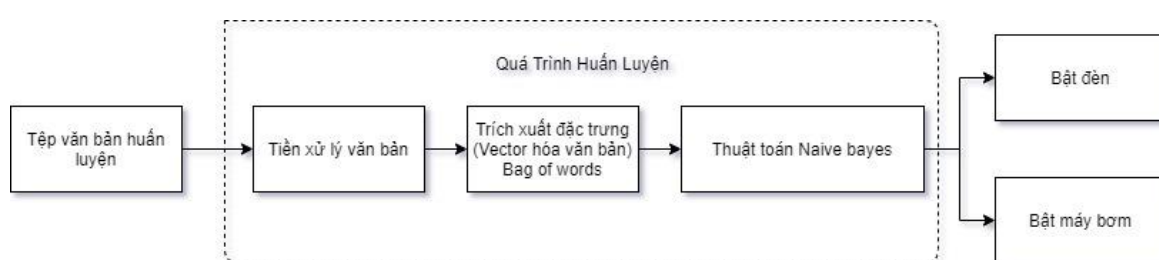 Quá Trình Huấn Luyện
Tệp văn bản huấn
luyện
Tiền xử lý văn bản
Trích xuất đặc trưng
(Vector hóa văn bản)
Bag of words
Thuật toán Naive bayes
Bật đèn
Bật máy bơm